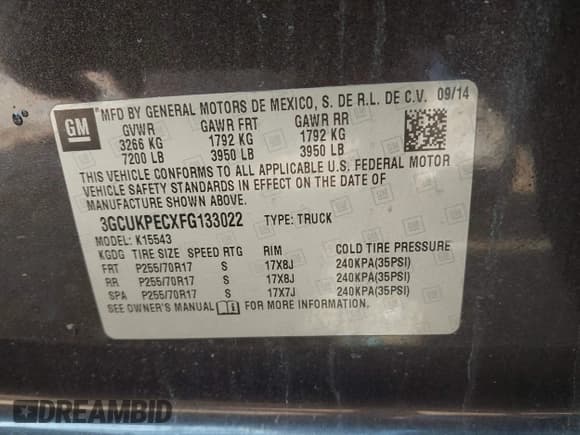 GM
MFD BY GENERAL MOTORS DE MEXICO, S. DE R.L. DE C.V. 09/14
GVWR GAWR FRT GAWR RR
3266 KG 1792 KG 1792 KG
7200 LB 3950 LB 3950 LB
THIS VEHICLE CONFORMS TO ALL APPLICABLE U.S. FEDERAL MOTOR
VEHICLE SAFETY STANDARDS IN EFFECT ON THE DATE OF
MANUFACTURE SHOWN ABOVE.
3GCUKPECXFG133022 TYPE: TRUCK
MODEL: K15543
KGDG TIRE SIZE SPEED RTG RIM COLD TIRE PRESSURE
FRT P255/70R17 S 17X8J 240KPA(35PSI)
RR P255/70R17 S 17X8J 240KPA(35PSI)
SPA P255/70R17 S 17X7J 240KPA(35PSI)
SEE OWNER'S MANUAL FOR MORE INFORMATION.
DREAMBID